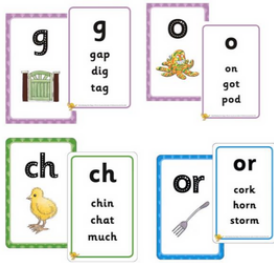 g
g
gap
dig
tag
o
o
on
got
pod
ch
ch
chin
chat
much
or
or
cork
horn
storm